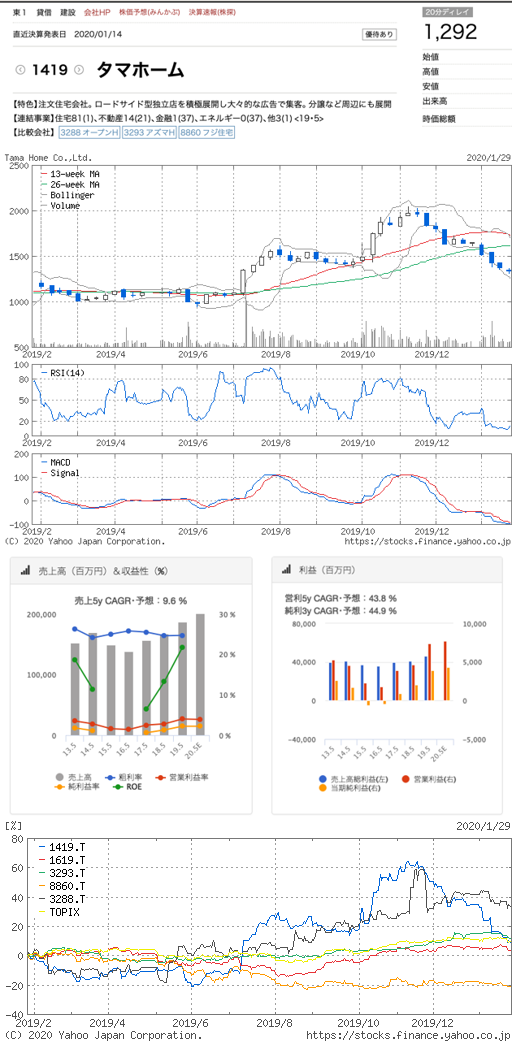 東1 貸借 建設 会社HP 株価予想(みんかぶ) 決算速報(株探)
20分ディレイ
直近決算発表日 2020/01/14
優待あり
1,292
1419 タマホーム
始値
高値
安値
出来高
時価総額
【特色】注文住宅会社。ロードサイド型独立店を積極展開し大々的な広告で集客。分譲など周辺にも展開
【連結事業】住宅81(1)、不動産14(21)、金融1(37)、エネルギー0(37)、他3(1) <19・5>
【比較会社】 3288 オープンH 3293 アズマH 8860 フジ住宅
Tama Home Co.,Ltd. 2020/1/29
2500
13-week MA
26-week MA
Bollinger
Volume
2000
1500
1000
500
2019/2 2019/4 2019/6 2019/8 2019/10 2019/12
100
RSI(14)
80
60
40
20
0
2019/2 2019/4 2019/6 2019/8 2019/10 2019/12
200
MACD
Signal
100
0
-100
2019/2 2019/4 2019/6 2019/8 2019/10 2019/12
(C) 2020 Yahoo Japan Corporation. https://stocks.finance.yahoo.co.jp
売上高（百万円）＆収益性（%）
売上5y CAGR・予想：9.6 %
200,000
100,000
0
30 %
20 %
10 %
0 %
13.5 14.5 15.5 16.5 17.5 18.5 19.5 20.5E
売上高 粗利率 営業利益率
純利益率 ROE
利益（百万円）
営利5y CAGR・予想：43.8 %
純利3y CAGR・予想：44.9 %
80,000
40,000
0
−40,000
10,000
5,000
0
−5,000
13.5 14.5 15.5 16.5 17.5 18.5 19.5 20.5E
売上高総利益(左) 営業利益(右)
当期純利益(右)
[%] 2020/1/29
80
1419.T
1619.T
3293.T
8860.T
3288.T
TOPIX
60
40
20
0
-20
-40
2019/2 2019/4 2019/6 2019/8 2019/10 2019/12
(C) 2020 Yahoo Japan Corporation. https://stocks.finance.yahoo.co.jp